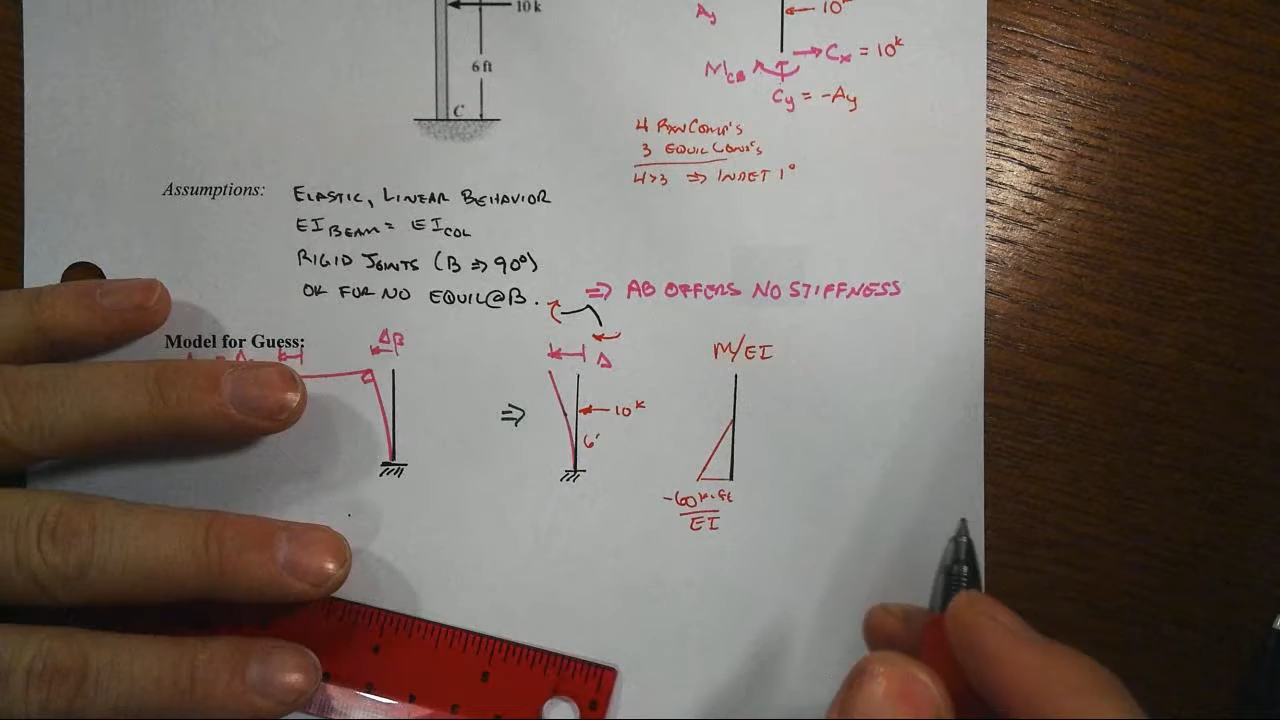 10 k
6 ft
C
Ay
10
MCB
Cx = 10k
Cy = -Ay
4 RXN COMP'S
3 EQUIL COND'S
4>3 ⇒ INDET 1°
Assumptions: ELASTIC, LINEAR BEHAVIOR
EI BEAM = EI COL
RIGID JOINTS (B ⇒ 90°)
OK FOR NO EQUIL@B. ⇒ AB OFFERS NO STIFFNESS
Model for Guess:
ΔB
Δ
M/EI
⇒
10k
6'
-60 k·ft
EI